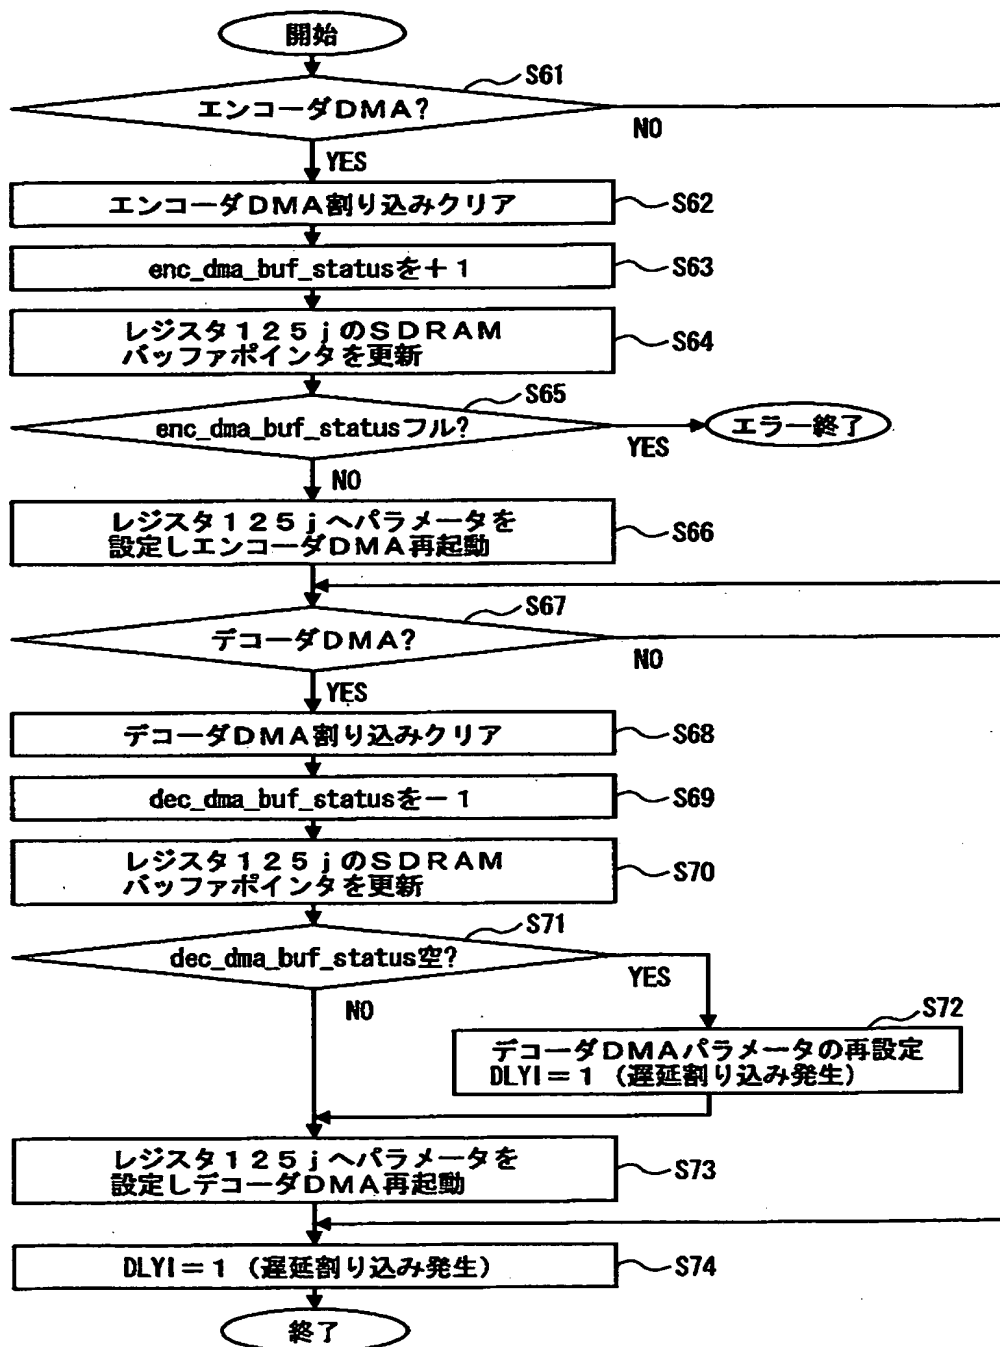 開始
S61
エンコーダDMA?
NO
YES
エンコーダDMA割り込みクリア
S62
enc_dma_buf_statusを+1
S63
レジスタ125jのSDRAM
バッファポインタを更新
S64
S65
enc_dma_buf_statusフル?
YES
エラー終了
NO
レジスタ125jへパラメータを
設定しエンコーダDMA再起動
S66
S67
デコーダDMA?
NO
YES
デコーダDMA割り込みクリア
S68
dec_dma_buf_statusを-1
S69
レジスタ125jのSDRAM
バッファポインタを更新
S70
S71
dec_dma_buf_status空?
YES
NO
S72
デコーダDMAパラメータの再設定
DLYI=1(遅延割り込み発生)
レジスタ125jへパラメータを
設定しデコーダDMA再起動
S73
DLYI=1(遅延割り込み発生)
S74
終了